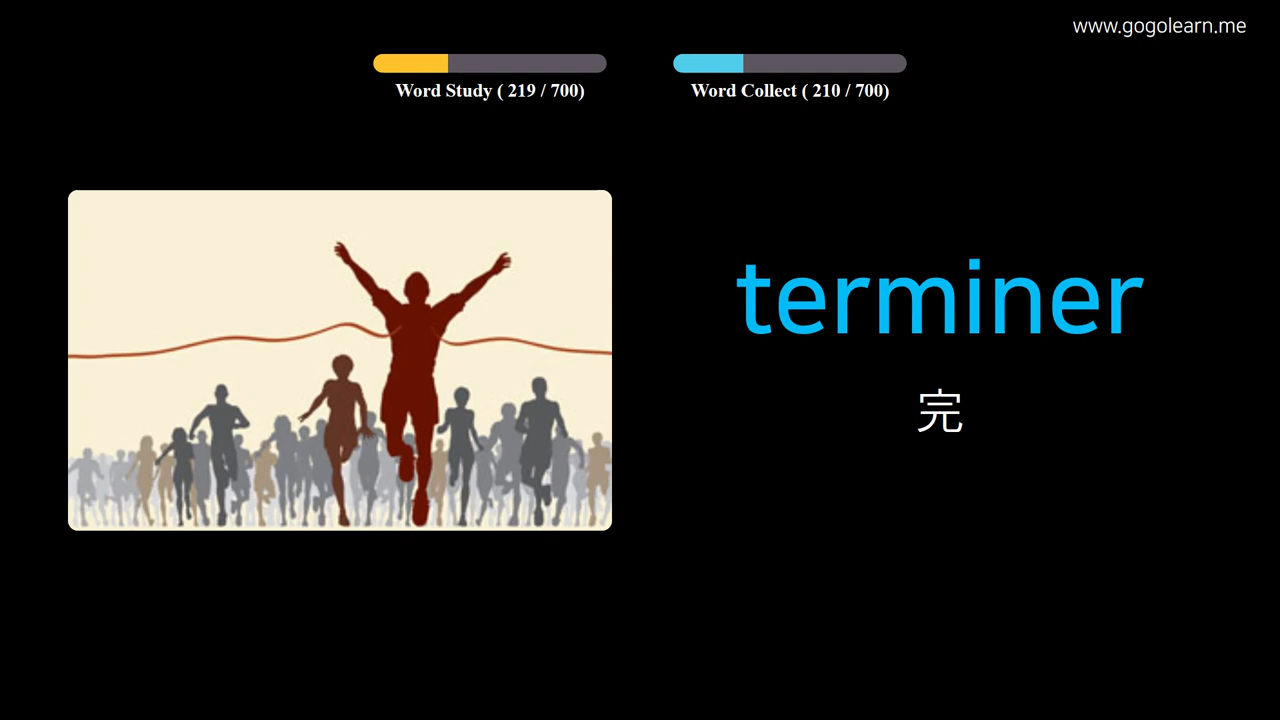 www.gogolearn.me
Word Study ( 219 / 700)
Word Collect ( 210 / 700)
terminer
完